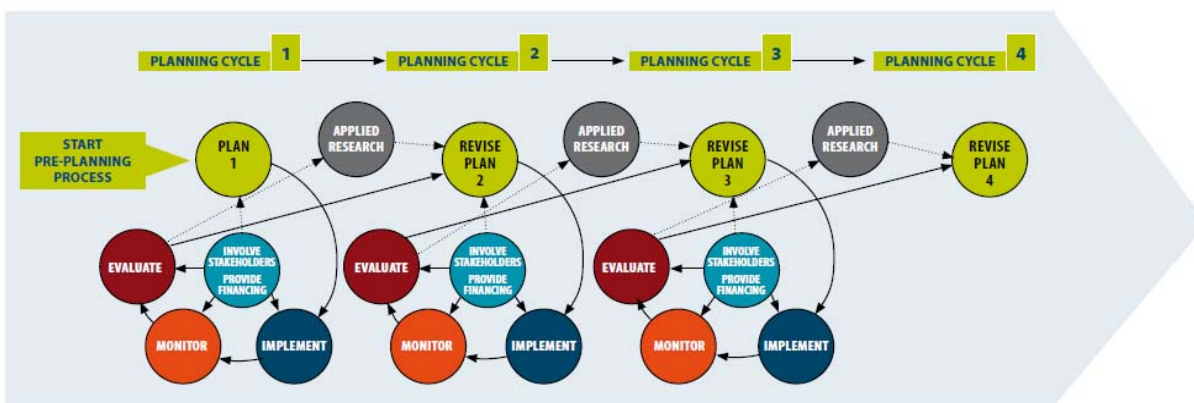 PLANNING CYCLE 1
PLANNING CYCLE 2
PLANNING CYCLE 3
PLANNING CYCLE 4
START
PRE-PLANNING
PROCESS
PLAN
1
APPLIED
RESEARCH
REVISE
PLAN
2
APPLIED
RESEARCH
REVISE
PLAN
3
APPLIED
RESEARCH
REVISE
PLAN
4
EVALUATE
INVOLVE
STAKEHOLDERS
PROVIDE
FINANCING
MONITOR
IMPLEMENT
EVALUATE
INVOLVE
STAKEHOLDERS
PROVIDE
FINANCING
MONITOR
IMPLEMENT
EVALUATE
INVOLVE
STAKEHOLDERS
PROVIDE
FINANCING
MONITOR
IMPLEMENT